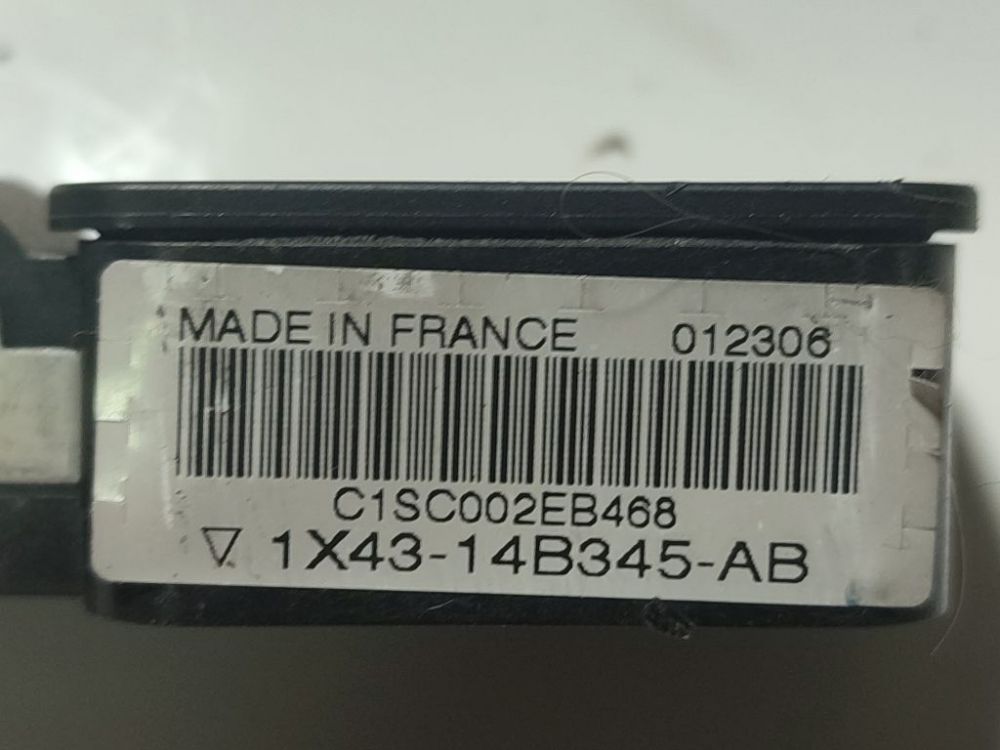 MADE IN FRANCE 012306
C1SC002EB468
1X43-14B345-AB